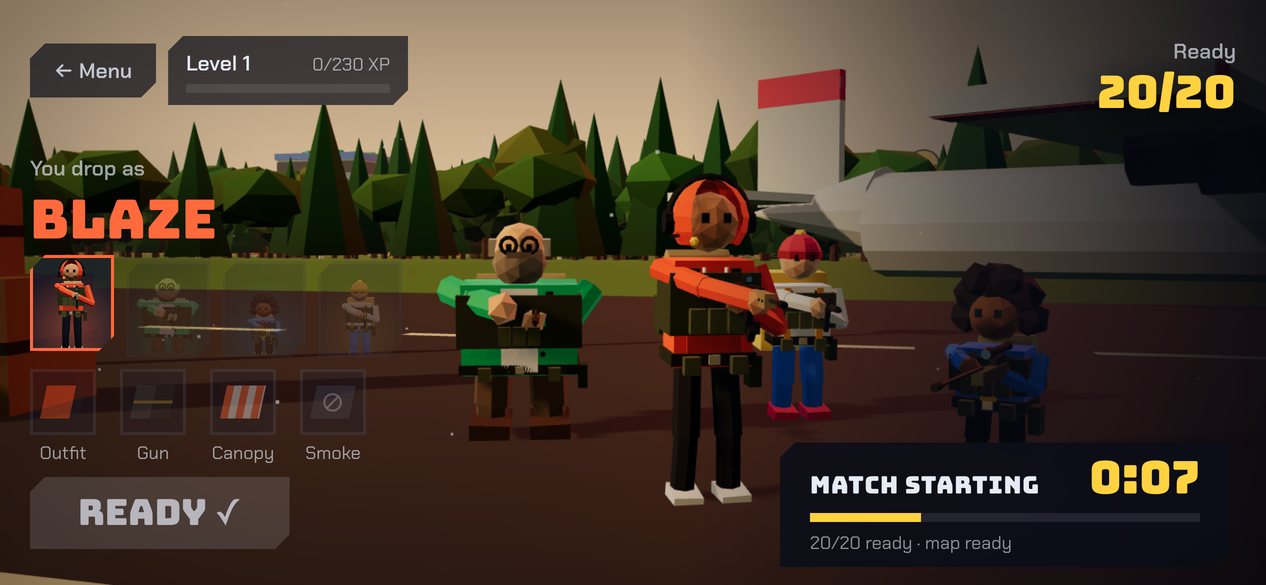 ← Menu
Level 1 0/230 XP
Ready
20/20
You drop as
BLAZE
Outfit Gun Canopy Smoke
READY ✓
MATCH STARTING 0:07
20/20 ready · map ready